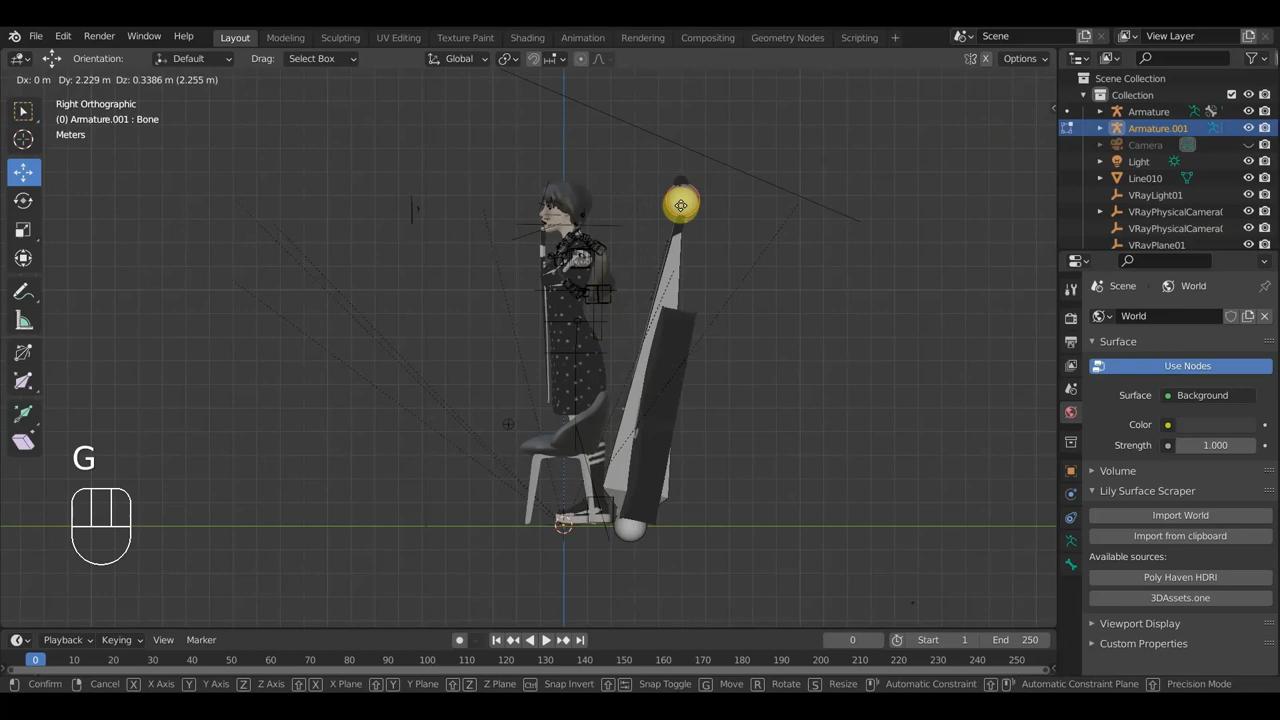 File Edit Render Window Help Layout Modeling Sculpting UV Editing Texture Paint Shading Animation Rendering Compositing Geometry Nodes Scripting + Scene View Layer
Orientation: Default Drag: Select Box Global X Options
Dx: 0 m Dy: 2.229 m Dz: 0.3386 m (2.255 m)
Right Orthographic
(0) Armature.001 : Bone
Meters
G
Scene Collection
Collection
Armature
Armature.001
Camera
Light
Line010
VRayLight01
VRayPhysicalCamera(
VRayPhysicalCamera(
VRayPlane01
Scene World
World
Surface
Use Nodes
Surface Background
Color
Strength 1.000
Volume
Lily Surface Scraper
Import World
Import from clipboard
Available sources:
Poly Haven HDRI
3DAssets.one
Viewport Display
Custom Properties
Playback Keying View Marker 0 Start 1 End 250
0 10 20 30 40 50 60 70 80 90 100 110 120 130 140 150 160 170 180 190 200 210 220 230 240 250
Confirm Cancel X X Axis Y Y Axis Z Z Axis X X Plane Y Y Plane Z Z Plane Ctrl Snap Invert Snap Toggle G Move R Rotate S Resize Automatic Constraint Automatic Constraint Plane Precision Mode